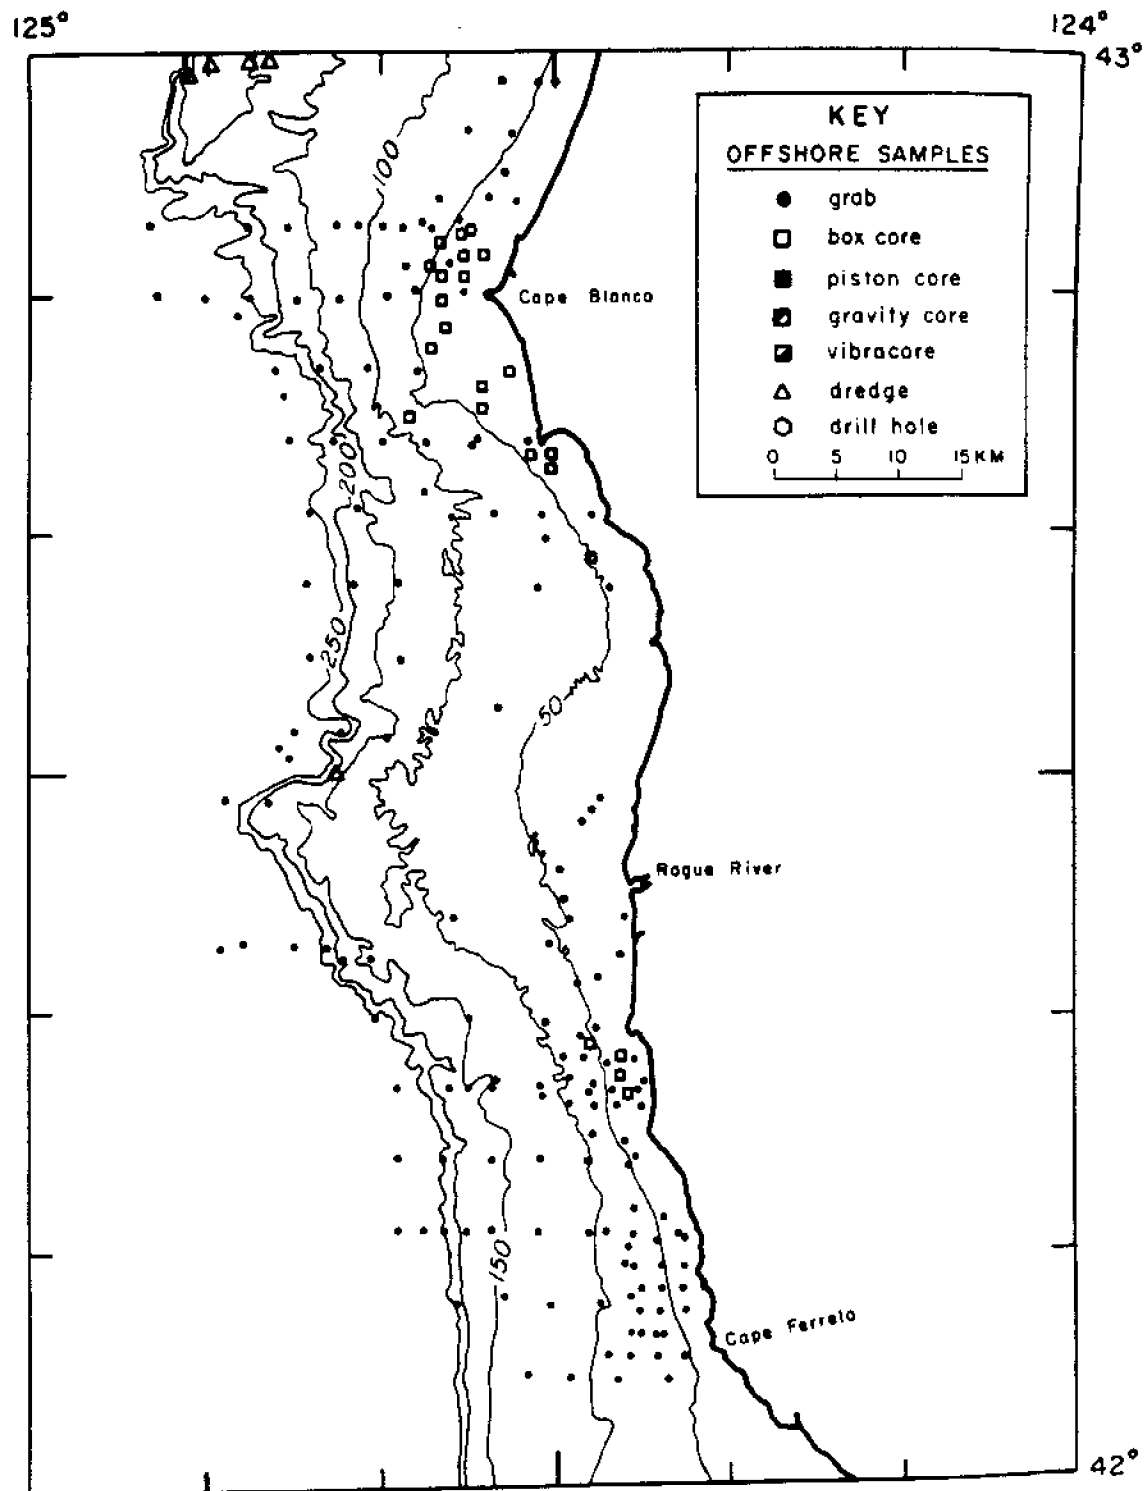 125°
124°
43°
KEY
OFFSHORE SAMPLES
grab
box core
piston core
gravity core
vibracore
dredge
drill hole
0 5 10 15 KM
100
Cape Blanco
200
250
50
Rogue River
150
Cape Ferrelo
42°